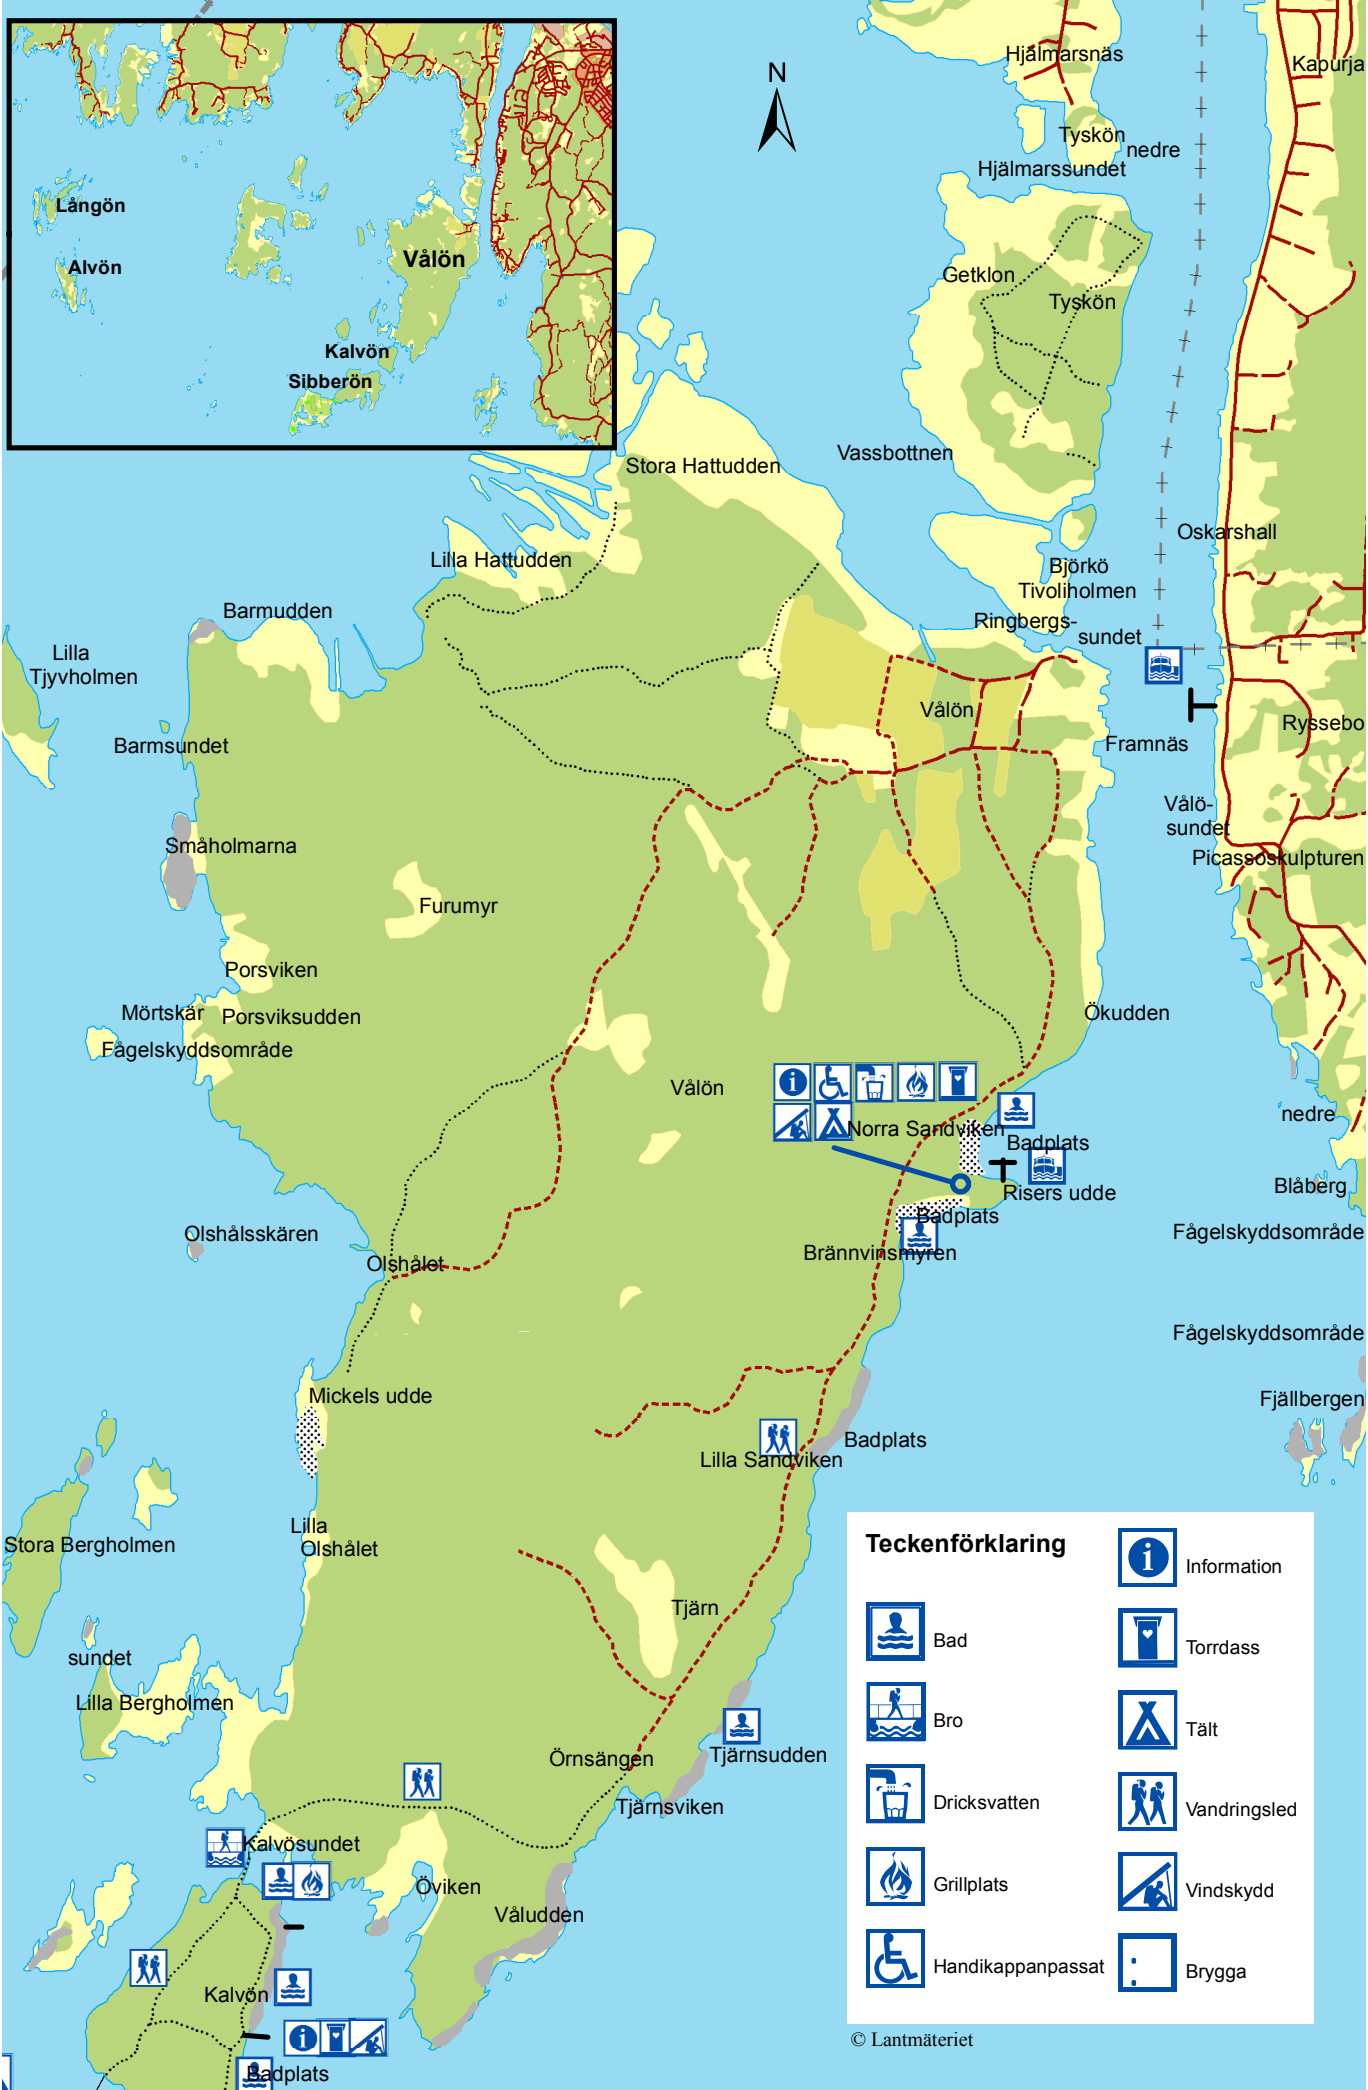 N
Hjälmarsnäs
Kapurja
Tyskön
nedre
Hjälmarssundet
Långön
Alvön
Vålön
Kalvön
Sibberön
Getklon
Tyskön
Vassbottnen
Stora Hattudden
Lilla Hattudden
Oskarshall
Björkö
Tivoliholmen
Ringbergs-
sundet
Barmudden
Lilla
Tjyvholmen
Barmsundet
Vålön
Framnäs
Ryssebo
Vålö-
sundet
Picassoskulpturen
Småholmarna
Furumyr
Porsviken
Mörtskär
Porsviksudden
Fågelskyddsområde
Ökudden
Vålön
Norra Sandviken
Badplats
Risers udde
Badplats
Brännvinsmyren
nedre
Blåberg
Fågelskyddsområde
Fågelskyddsområde
Fjällbergen
Olshålsskären
Olshålet
Mickels udde
Badplats
Lilla Sandviken
Lilla
Olshålet
Stora Bergholmen
sundet
Lilla Bergholmen
Tjärn
Örnsängen
Tjärnsudden
Tjärnsviken
Kalvösundet
Öviken
Våludden
Kalvön
Badplats
Teckenförklaring
Bad
Bro
Dricksvatten
Grillplats
Handikappanpassat
Information
Torrdass
Tält
Vandringsled
Vindskydd
Brygga
© Lantmäteriet